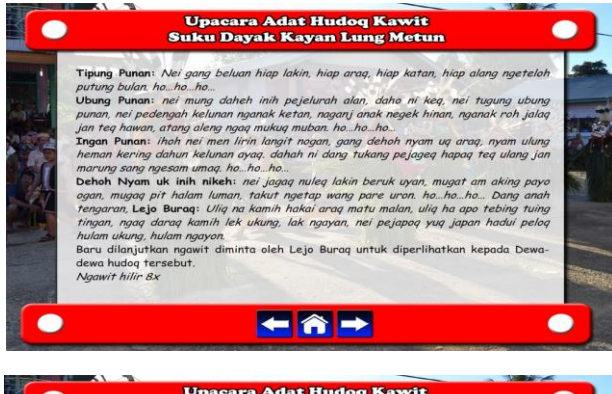 Upacara Adat Hudoq Kawit
Suku Dayak Kayan Lung Metun
Tipung Punan: Nei gang beluan hiap lakin, hiap araq, hiap katan, hiap alang ngeteloh
putung bulan. ho...ho...ho...
Ubung Punan: nei mung daheh inih pejelurah alan, daho ni keq, nei tugung ubung
punan, nei pedengah kelunan nganak ketan, naganj anak negek hinan, nganak roh jalaq
jan teq hawan, atang aleng ngaq mukuq muban. ho...ho...ho...
Ingan Punan: ihoh nei men lirin langit nogan, gang dehoh nyam uq araq, nyam ulung
heman kering dahun kelunan ayaq. dahah ni dang tukang pejageq hapaq teq ulang jan
marung sang ngesam umaq. ho...ho...ho...
Dehoh Nyam uk inih nikeh: nei jagaq nuleq lakin beruk uyan, mugat am aking payo
ogan, mugaq pit halam luman, takut ngetap wang pare uron. ho...ho...ho... Dang anah
tengaran, Lejo Buraq: Uliq na kamih hakai araq matu malan, uliq ha apo tebing tuing
tingan, ngaq daraq kamih lek ukung, lak ngayan, nei pejapoq yuq japan hadui peloq
hulam ukung, hulam ngayon.
Baru dilanjutkan ngawit diminta oleh Lejo Buraq untuk diperlihatkan kepada Dewa-
dewa hudoq tersebut.
Ngawit hilir 8x
Upacara Adat Hudoq Kawit